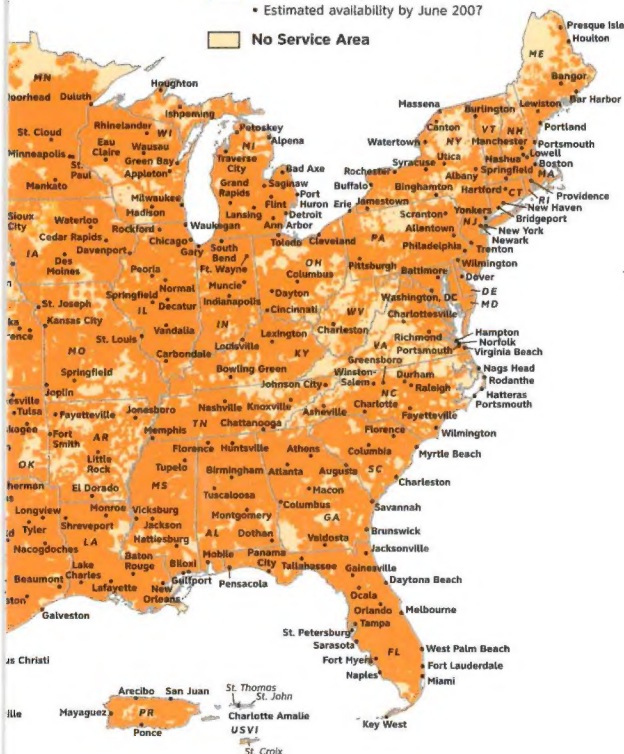 • Estimated availability by June 2007
No Service Area
Presque Isle
Houlton
ME
MN
Houghton
Bangor
Moorhead Duluth
Ishpeming
Massena
Burlington
Lewiston
Bar Harbor
St. Cloud
Rhinelander
WI
Petoskey
Alpena
Canton
VT
NH
Portland
Eau
Claire
Wausau
MI
Watertown
NY
Manchester
Portsmouth
Minneapolis
St.
Paul
Green Bay
Appleton
Traverse
City
Bad Axe
Rochester
Syracuse
Utica
Nashua
Lowell
Boston
Albany
Springfield
MA
Mankato
Grand
Rapids
Saginaw
Buffalo
Binghamton
Hartford
CT
RI
Providence
Milwaukee
Flint
Port
Huron
Erie
Jamestown
Madison
Lansing
Detroit
Scranton
Yonkers
New Haven
Bridgeport
Sioux
City
Waterloo
Rockford
Waukegan
Ann Arbor
Allentown
NJ
New York
Cedar Rapids
Chicago
Gary
South
Bend
Toledo
Cleveland
PA
Newark
IA
Davenport
Philadelphia
Trenton
Des
Moines
Ft. Wayne
OH
Pittsburgh
Wilmington
Peoria
Columbus
Baltimore
Dover
Normal
Muncie
DE
St. Joseph
Springfield
Decatur
Indianapolis
Dayton
Washington, DC
MD
IL
Cincinnati
WV
Charlottesville
Kansas City
IN
Vandalia
Charleston
Hampton
St. Louis
Lexington
Richmond
Norfolk
MO
Louisville
VA
Portsmouth
Virginia Beach
Carbondale
KY
Greensboro
Springfield
Bowling Green
Winston-
Salem
Durham
Nags Head
Johnson City
Raleigh
Rodanthe
Joplin
NC
Hatteras
Tulsa
Fayetteville
Jonesboro
Nashville
Knoxville
Asheville
Charlotte
Portsmouth
TN
Chattanooga
Fayetteville
Fort
Smith
AR
Memphis
Florence
Wilmington
Florence
Huntsville
Athens
Columbia
Little
Rock
Tupelo
Myrtle Beach
OK
Birmingham
Atlanta
Augusta
SC
El Dorado
MS
Charleston
Tuscaloosa
Macon
Longview
Monroe
Vicksburg
Columbus
Savannah
Tyler
Shreveport
Jackson
Montgomery
GA
LA
Hattiesburg
AL
Dothan
Brunswick
Nacogdoches
Valdosta
Baton
Rouge
Biloxi
Mobile
Panama
City
Jacksonville
Lake
Charles
Tallahassee
Gainesville
Beaumont
Lafayette
New
Orleans
Gulfport
Pensacola
Daytona Beach
Ocala
Galveston
Orlando
Melbourne
Tampa
St. Petersburg
Sarasota
FL
West Palm Beach
us Christi
Fort Myers
Fort Lauderdale
Naples
Miami
Arecibo
San Juan
St. Thomas
St. John
Mayaguez
PR
Charlotte Amalie
Key West
Ponce
USVI
St. Croix